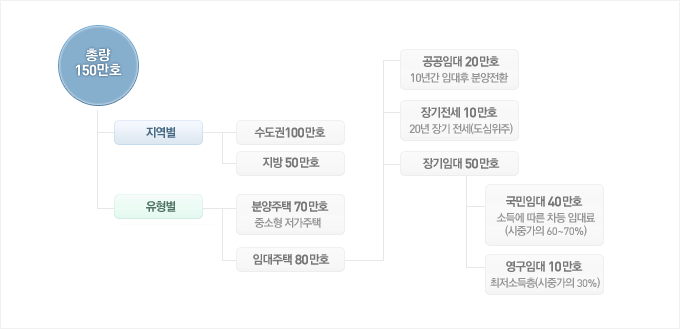 총량
150만호
지역별
수도권100만호
지방 50만호
유형별
분양주택 70만호
중소형 저가주택
임대주택 80만호
공공임대 20만호
10년간 임대후 분양전환
장기전세 10만호
20년 장기 전세(도심위주)
장기임대 50만호
국민임대 40만호
소득에 따른 차등 임대료
(시중가의 60~70%)
영구임대 10만호
최저소득층(시중가의 30%)